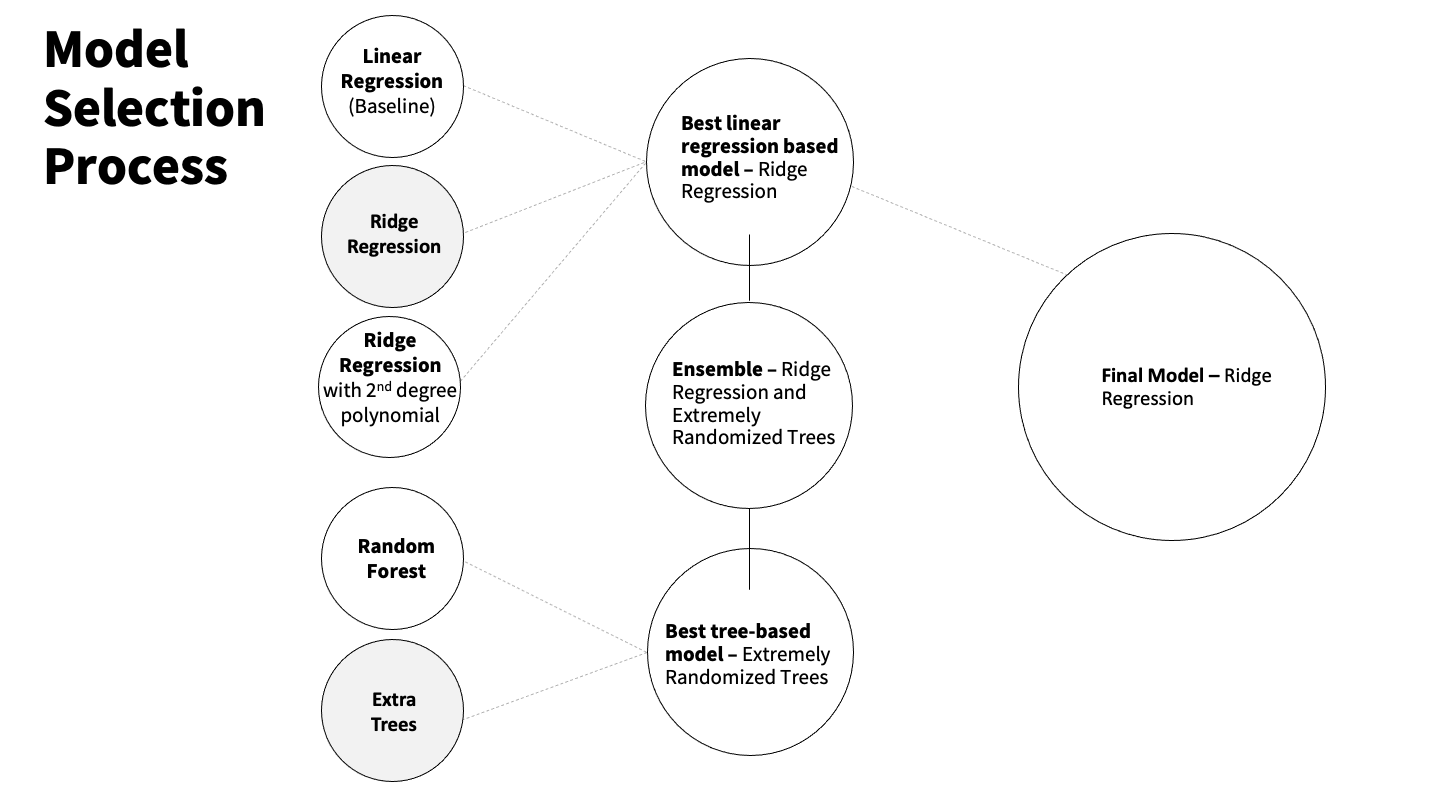 Model
Selection
Process
Linear
Regression
(Baseline)
Ridge
Regression
Ridge
Regression
with 2nd degree
polynomial
Random
Forest
Extra
Trees
Best linear
regression based
model – Ridge
Regression
Ensemble – Ridge
Regression and
Extremely
Randomized Trees
Best tree-based
model – Extremely
Randomized Trees
Final Model – Ridge
Regression